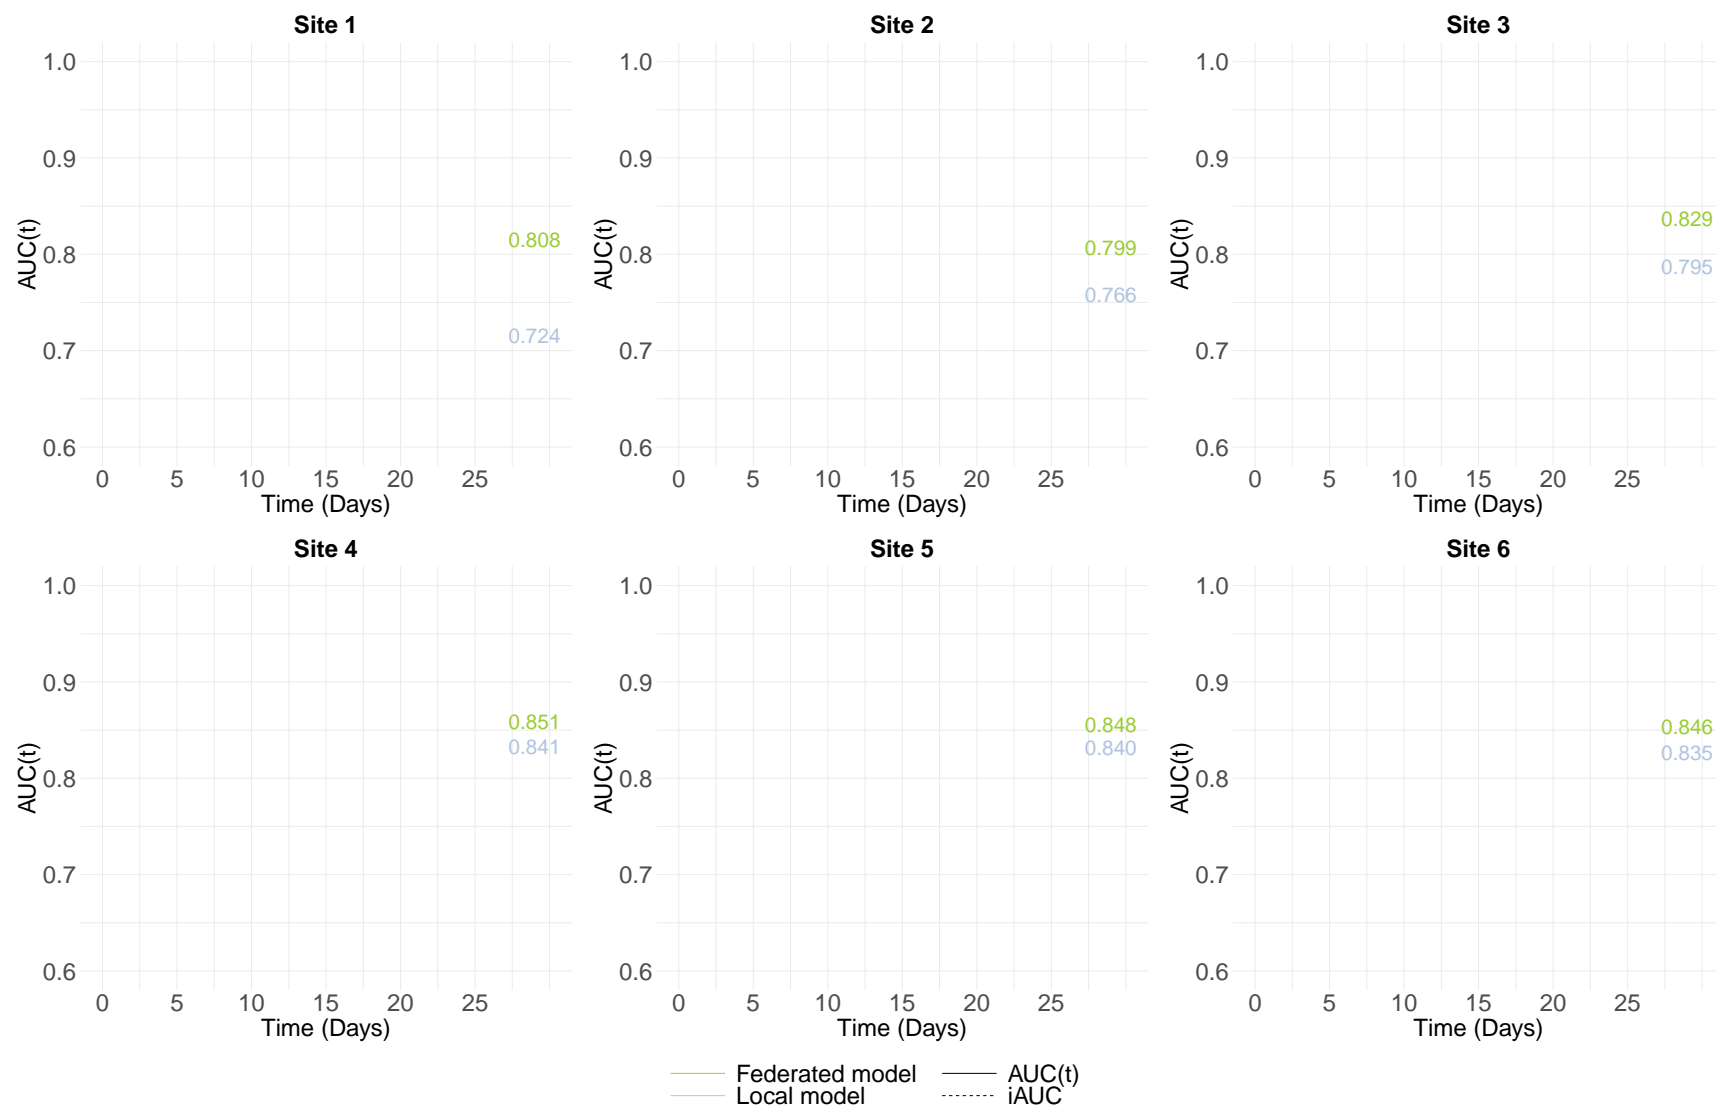 Site 1
1.0
0.9
0.8
0.7
0.6
AUC(t)
0.808
0.724
0 5 10 15 20 25
Time (Days)
Site 2
1.0
0.9
0.8
0.7
0.6
AUC(t)
0.799
0.766
0 5 10 15 20 25
Time (Days)
Site 3
1.0
0.9
0.8
0.7
0.6
AUC(t)
0.829
0.795
0 5 10 15 20 25
Time (Days)
Site 4
1.0
0.9
0.8
0.7
0.6
AUC(t)
0.851
0.841
0 5 10 15 20 25
Time (Days)
Site 5
1.0
0.9
0.8
0.7
0.6
AUC(t)
0.848
0.840
0 5 10 15 20 25
Time (Days)
Site 6
1.0
0.9
0.8
0.7
0.6
AUC(t)
0.846
0.835
0 5 10 15 20 25
Time (Days)
Federated model
Local model
AUC(t)
iAUC